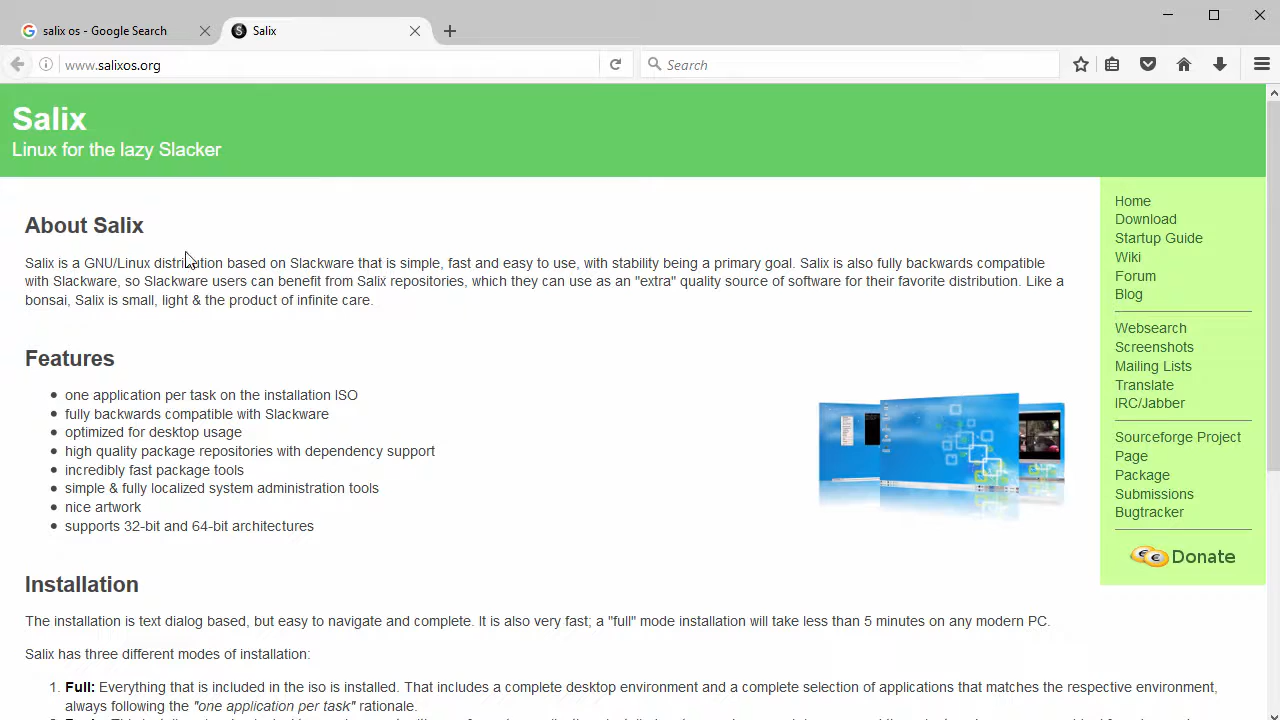 salix os - Google Search
Salix
www.salixos.org
Search
Salix
Linux for the lazy Slacker
About Salix
Salix is a GNU/Linux distribution based on Slackware that is simple, fast and easy to use, with stability being a primary goal. Salix is also fully backwards compatible
with Slackware, so Slackware users can benefit from Salix repositories, which they can use as an "extra" quality source of software for their favorite distribution. Like a
bonsai, Salix is small, light & the product of infinite care.
Features
one application per task on the installation ISO
fully backwards compatible with Slackware
optimized for desktop usage
high quality package repositories with dependency support
incredibly fast package tools
simple & fully localized system administration tools
nice artwork
supports 32-bit and 64-bit architectures
Installation
The installation is text dialog based, but easy to navigate and complete. It is also very fast; a "full" mode installation will take less than 5 minutes on any modern PC.
Salix has three different modes of installation:
1. Full: Everything that is included in the iso is installed. That includes a complete desktop environment and a complete selection of applications that matches the respective environment,
always following the "one application per task" rationale.
Home
Download
Startup Guide
Wiki
Forum
Blog
Websearch
Screenshots
Mailing Lists
Translate
IRC/Jabber
Sourceforge Project
Page
Package
Submissions
Bugtracker
Donate